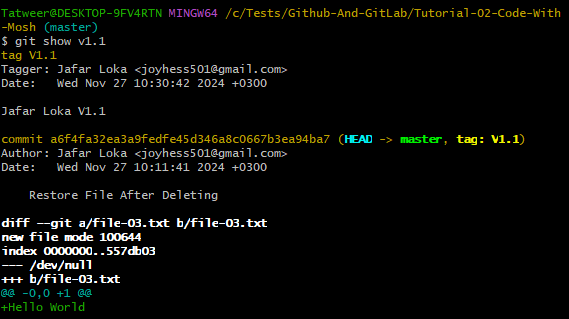 Tatweer@DESKTOP-9FV4RTN MINGW64 /c/Tests/Github-And-GitLab/Tutorial-02-Code-With
-Mosh (master)
$ git show v1.1
tag V1.1
Tagger: Jafar Loka <joyhess501@gmail.com>
Date:   Wed Nov 27 10:30:42 2024 +0300

Jafar Loka V1.1

commit a6f4fa32ea3a9fedfe45d346a8c0667b3ea94ba7 (HEAD -> master, tag: V1.1)
Author: Jafar Loka <joyhess501@gmail.com>
Date:   Wed Nov 27 10:11:41 2024 +0300

    Restore File After Deleting

diff --git a/file-03.txt b/file-03.txt
new file mode 100644
index 0000000..557db03
--- /dev/null
+++ b/file-03.txt
@@ -0,0 +1 @@
+Hello World